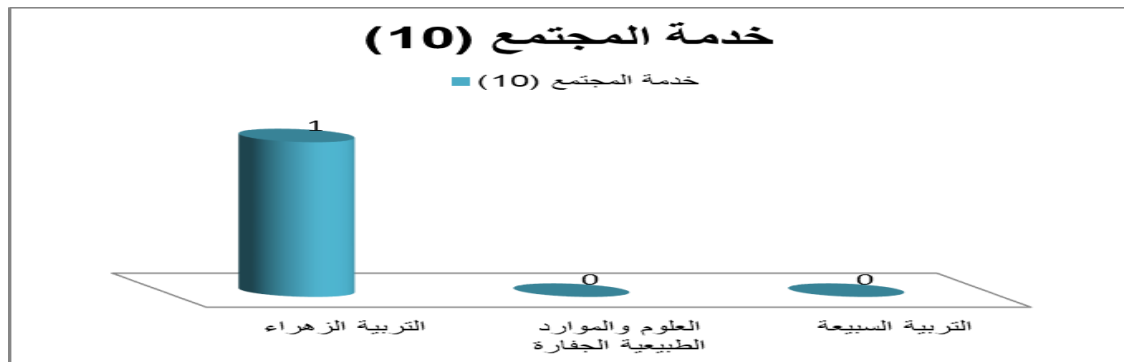 خدمة المجتمع (10)
خدمة المجتمع (10)
1
0
0
التربية الزهراء
العلوم والموارد
الطبيعية الجفارة
التربية السبيعة